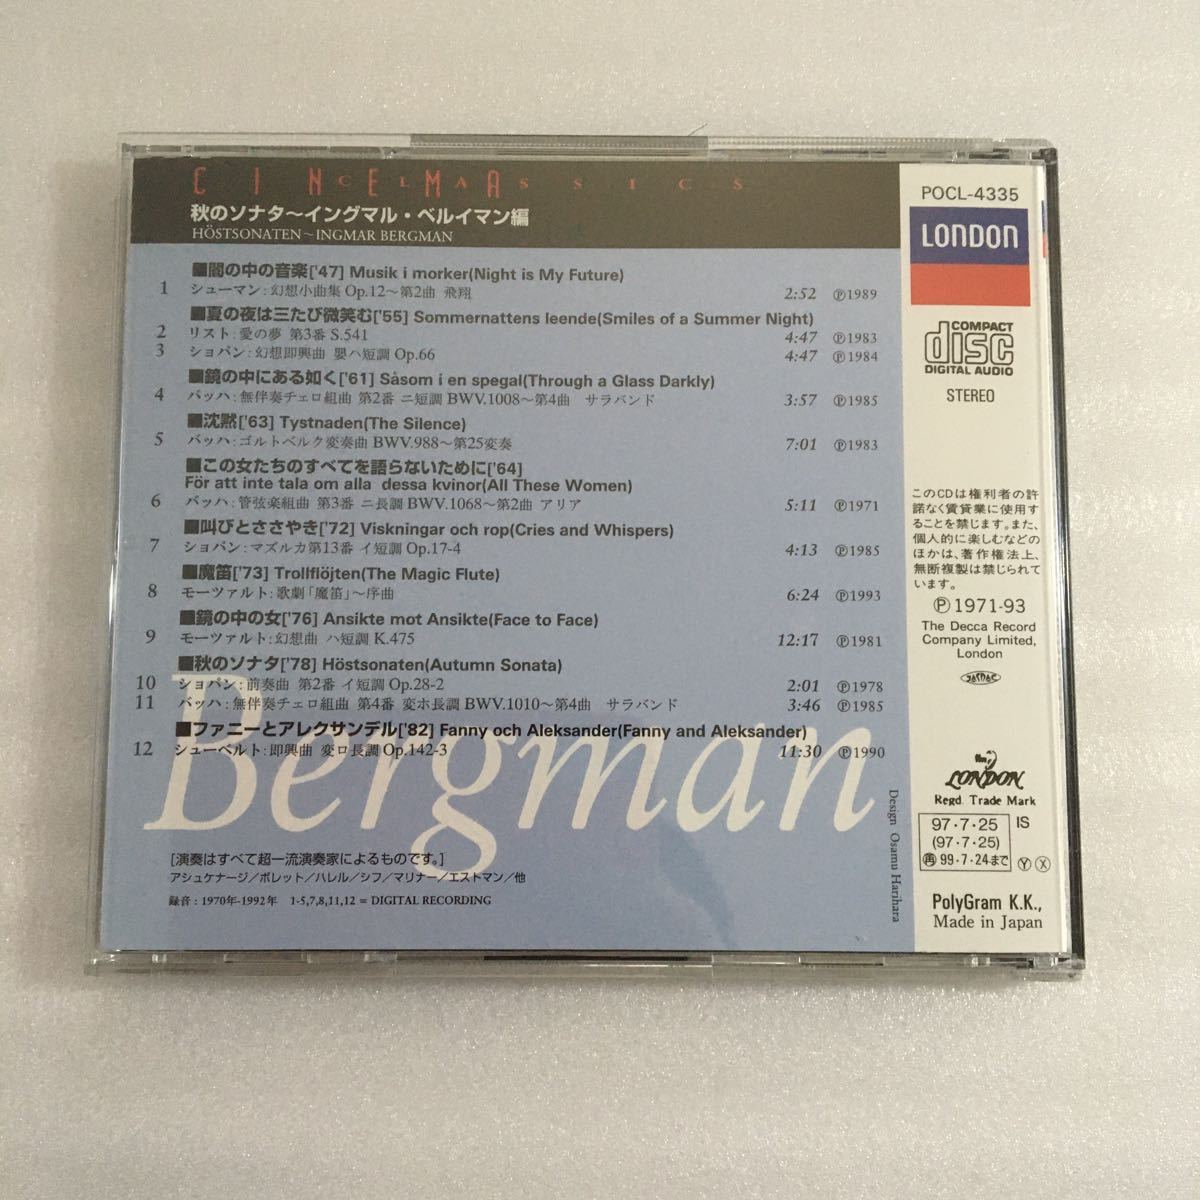 CINEMA
CLASSICS
秋のソナタ～イングマル・ベルイマン編
HÖSTSONATEN～INGMAR BERGMAN
■闇の中の音楽['47] Musik i morker(Night is My Future)
1 シューマン：幻想小曲集 Op.12～第2曲 飛翔 2:52 ℗1989
■夏の夜は三たび微笑む['55] Sommernattens leende(Smiles of a Summer Night)
2 リスト：愛の夢 第3番 S.541 4:47 ℗1983
3 ショパン：幻想即興曲 嬰ハ短調 Op.66 4:47 ℗1984
■鏡の中にある如く['61] Såsom i en spegal(Through a Glass Darkly)
4 バッハ：無伴奏チェロ組曲 第2番 ニ短調 BWV.1008～第4曲 サラバンド 3:57 ℗1985
■沈黙['63] Tystnaden(The Silence)
5 バッハ：ゴルトベルク変奏曲 BWV.988～第25変奏 7:01 ℗1983
■この女たちのすべてを語らないために['64]
För att inte tala om alla dessa kvinor(All These Women)
6 バッハ：管弦楽組曲 第3番 ニ長調 BWV.1068～第2曲 アリア 5:11 ℗1971
■叫びとささやき['72] Viskningar och rop(Cries and Whispers)
7 ショパン：マズルカ第13番 イ短調 Op.17-4 4:13 ℗1985
■魔笛['73] Trollflöjten(The Magic Flute)
8 モーツァルト：歌劇「魔笛」～序曲 6:24 ℗1993
■鏡の中の女['76] Ansikte mot Ansikte(Face to Face)
9 モーツァルト：幻想曲 ハ短調 K.475 12:17 ℗1981
■秋のソナタ['78] Höstsonaten(Autumn Sonata)
10 ショパン：前奏曲 第2番 イ短調 Op.28-2 2:01 ℗1978
11 バッハ：無伴奏チェロ組曲 第4番 変ホ長調 BWV.1010～第4曲 サラバンド 3:46 ℗1985
■ファニーとアレクサンデル['82] Fanny och Aleksander(Fanny and Aleksander)
12 シューベルト：即興曲 変ロ長調 Op.142-3 11:30 ℗1990
Bergman
[演奏はすべて超一流演奏家によるものです。]
アシュケナージ／ボレット／ハレル／シフ／マリナー／エストマン／他
録音：1970年-1992年 1-5,7,8,11,12 = DIGITAL RECORDING
Design Osamu Harihara
POCL-4335
LONDON
COMPACT
disc
DIGITAL AUDIO
STEREO
このCDは権利者の許
諾なく賃貸業に使用す
ることを禁じます。また、
個人的に楽しむなどの
ほかは、著作権法上、
無断複製は禁じられて
います。
℗1971-93
The Decca Record
Company Limited,
London
JASRAC
LONDON
Regd. Trade Mark
97・7・25 IS
(97・7・25)
再99・7・24まで Ⓨ Ⓧ
PolyGram K.K.,
Made in Japan